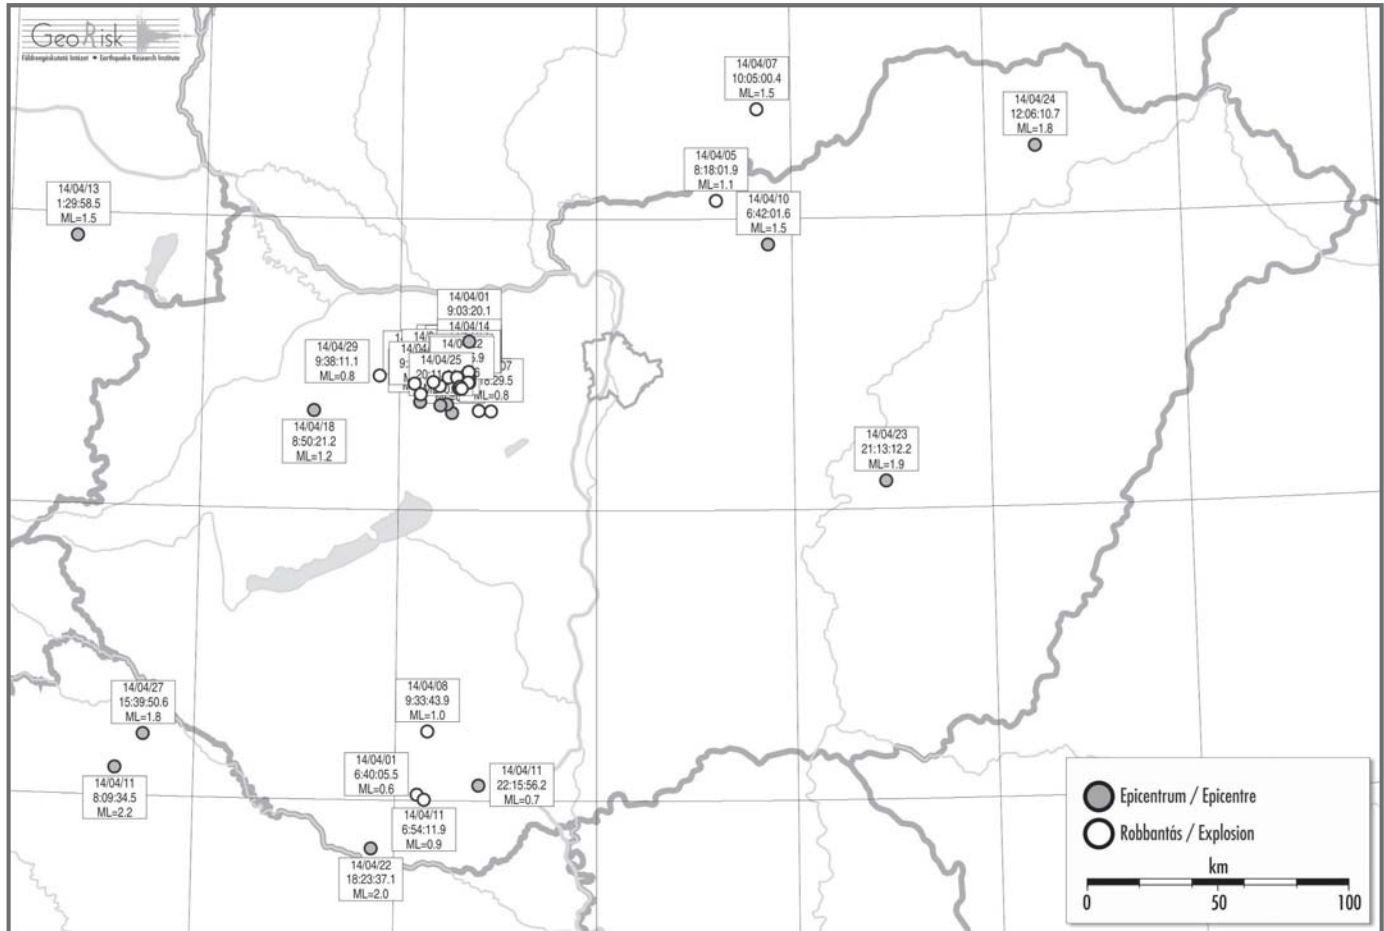 GeoRisk
Földrengéskutató Intézet • Earthquake Research Institute
14/04/07
10:05:00.4
ML=1.5
14/04/24
12:06:10.7
ML=1.8
14/04/05
8:18:01.9
ML=1.1
14/04/13
1:29:58.5
ML=1.5
14/04/10
6:42:01.6
ML=1.5
14/04/01
9:03:20.1
14/04/14
14/04/29
9:38:11.1
ML=0.8
14/04/25
18:29.5
ML=0.8
14/04/18
8:50:21.2
ML=1.2
14/04/23
21:13:12.2
ML=1.9
14/04/27
15:39:50.6
ML=1.8
14/04/08
9:33:43.9
ML=1.0
14/04/11
8:09:34.5
ML=2.2
14/04/01
6:40:05.5
ML=0.6
14/04/11
22:15:56.2
ML=0.7
14/04/11
6:54:11.9
ML=0.9
14/04/22
18:23:37.1
ML=2.0
Epicentrum / Epicentre
Robbantás / Explosion
km
0 50 100